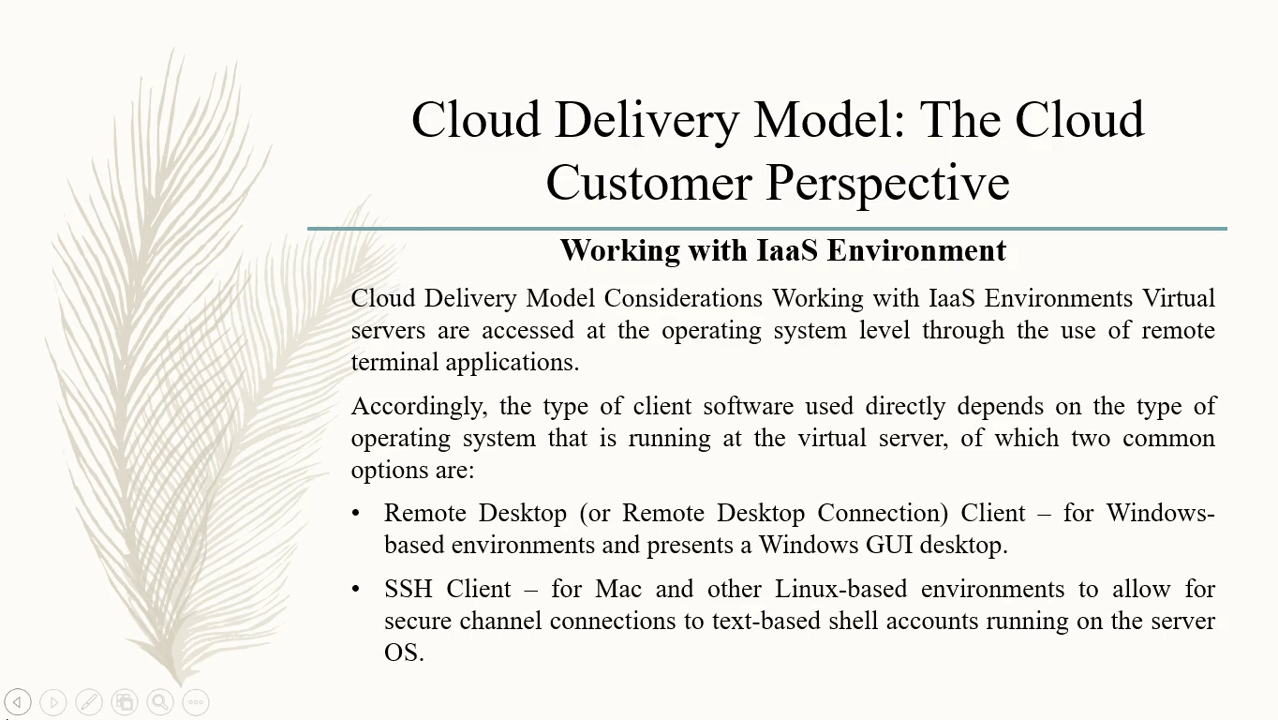 Cloud Delivery Model: The Cloud
Customer Perspective
Working with IaaS Environment
Cloud Delivery Model Considerations Working with IaaS Environments Virtual
servers are accessed at the operating system level through the use of remote
terminal applications.
Accordingly, the type of client software used directly depends on the type of
operating system that is running at the virtual server, of which two common
options are:
• Remote Desktop (or Remote Desktop Connection) Client – for Windows-
based environments and presents a Windows GUI desktop.
• SSH Client – for Mac and other Linux-based environments to allow for
secure channel connections to text-based shell accounts running on the server
OS.